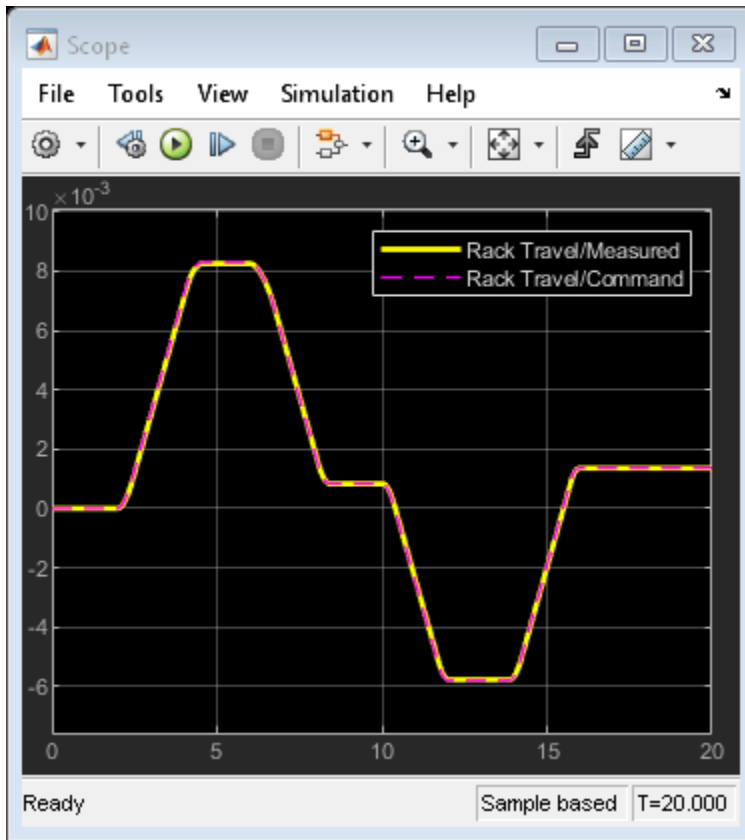 Scope
File Tools View Simulation Help
×10-3
10
Rack Travel/Measured
Rack Travel/Command
8
6
4
2
0
-2
-4
-6
0 5 10 15 20
Ready Sample based T=20.000